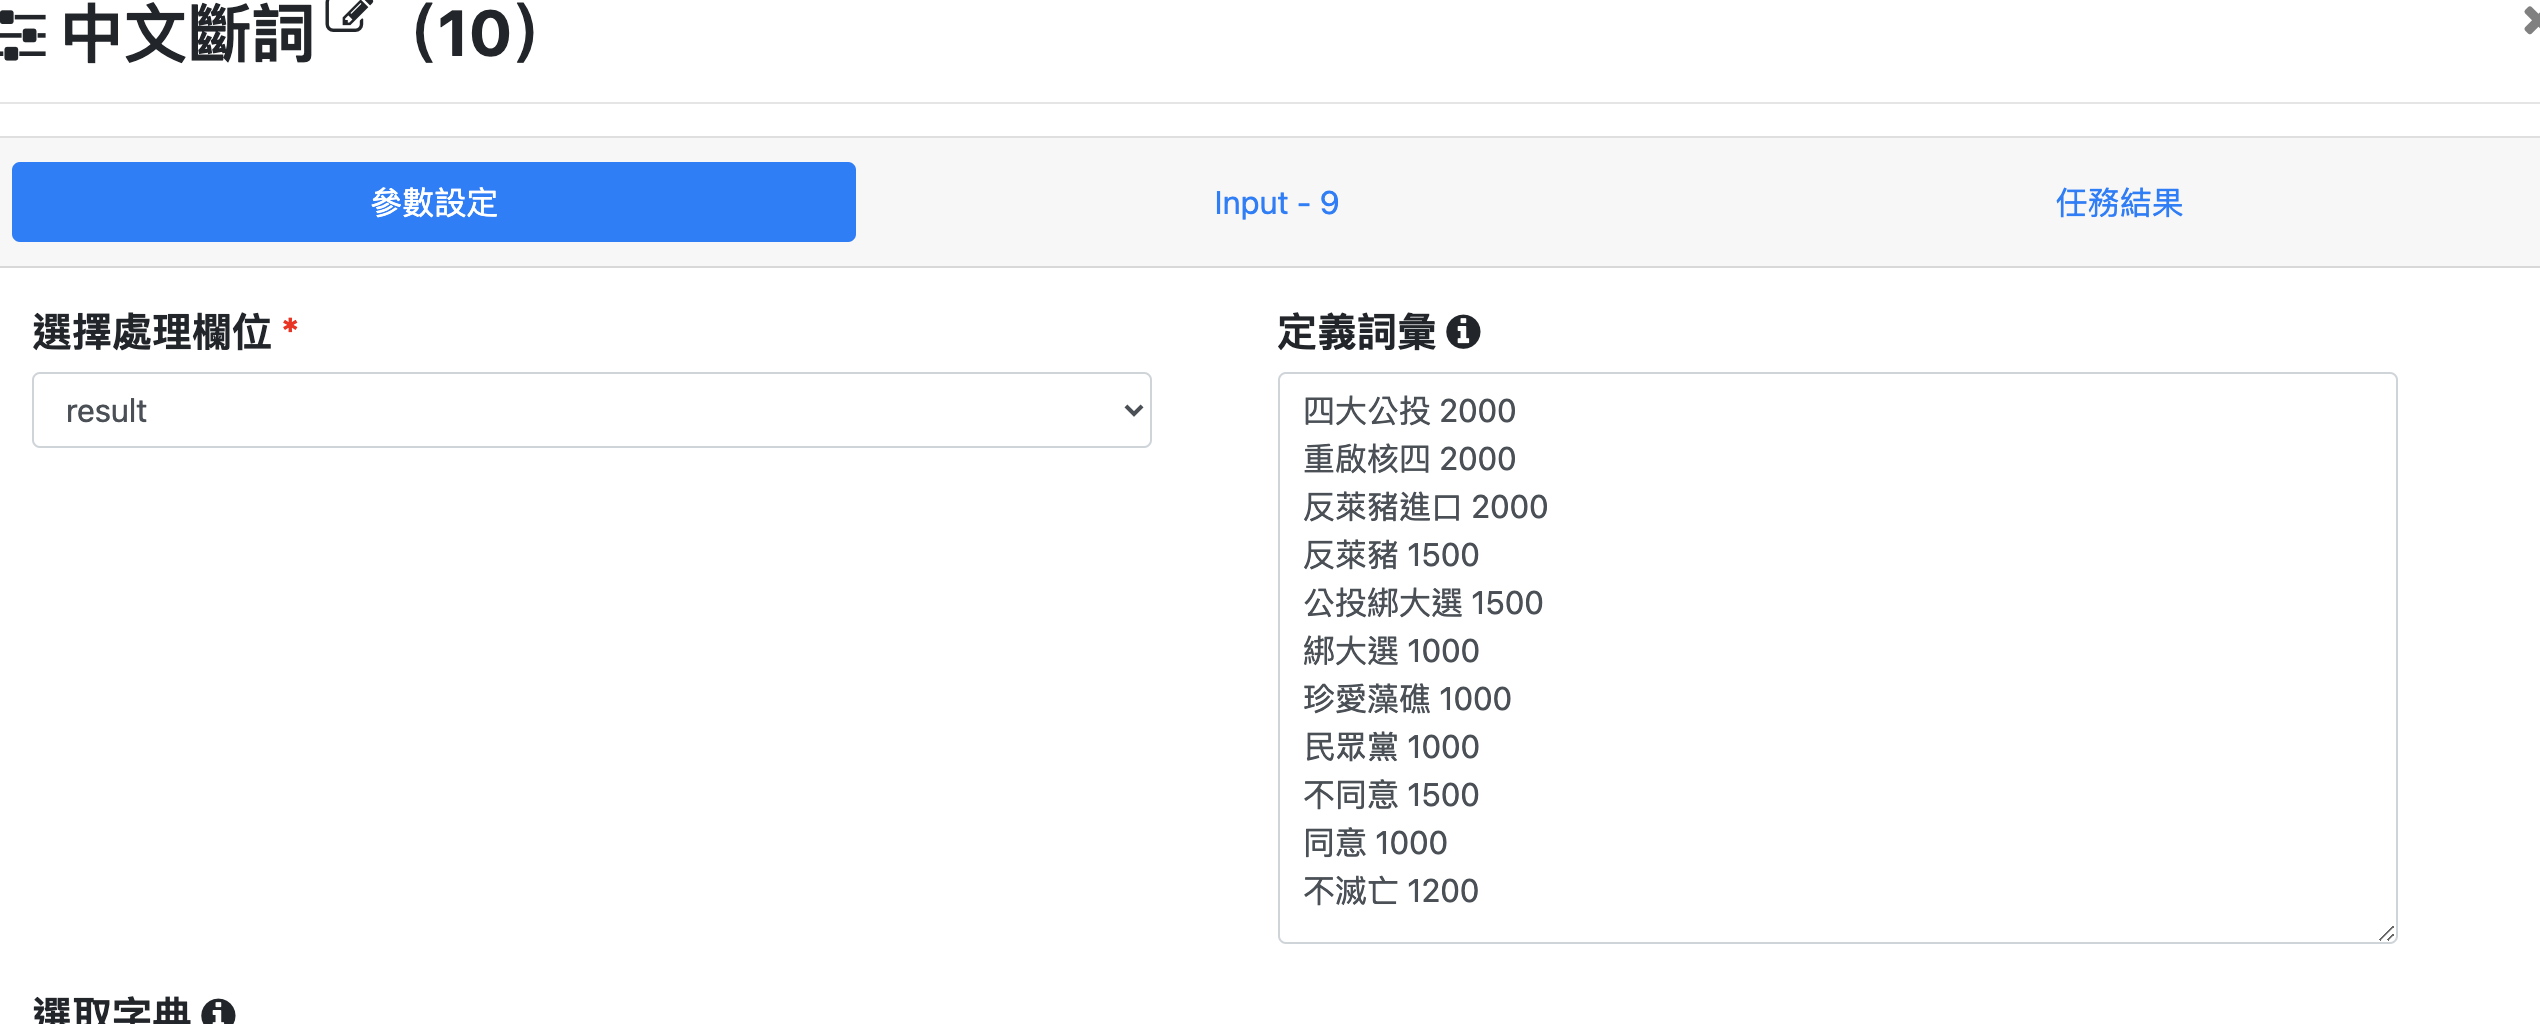 中文斷詞 (10)
參數設定
Input - 9
任務結果
選擇處理欄位 *
result
定義詞彙
四大公投 2000
重啟核四 2000
反萊豬進口 2000
反萊豬 1500
公投綁大選 1500
綁大選 1000
珍愛藻礁 1000
民眾黨 1000
不同意 1500
同意 1000
不滅亡 1200
選取字典